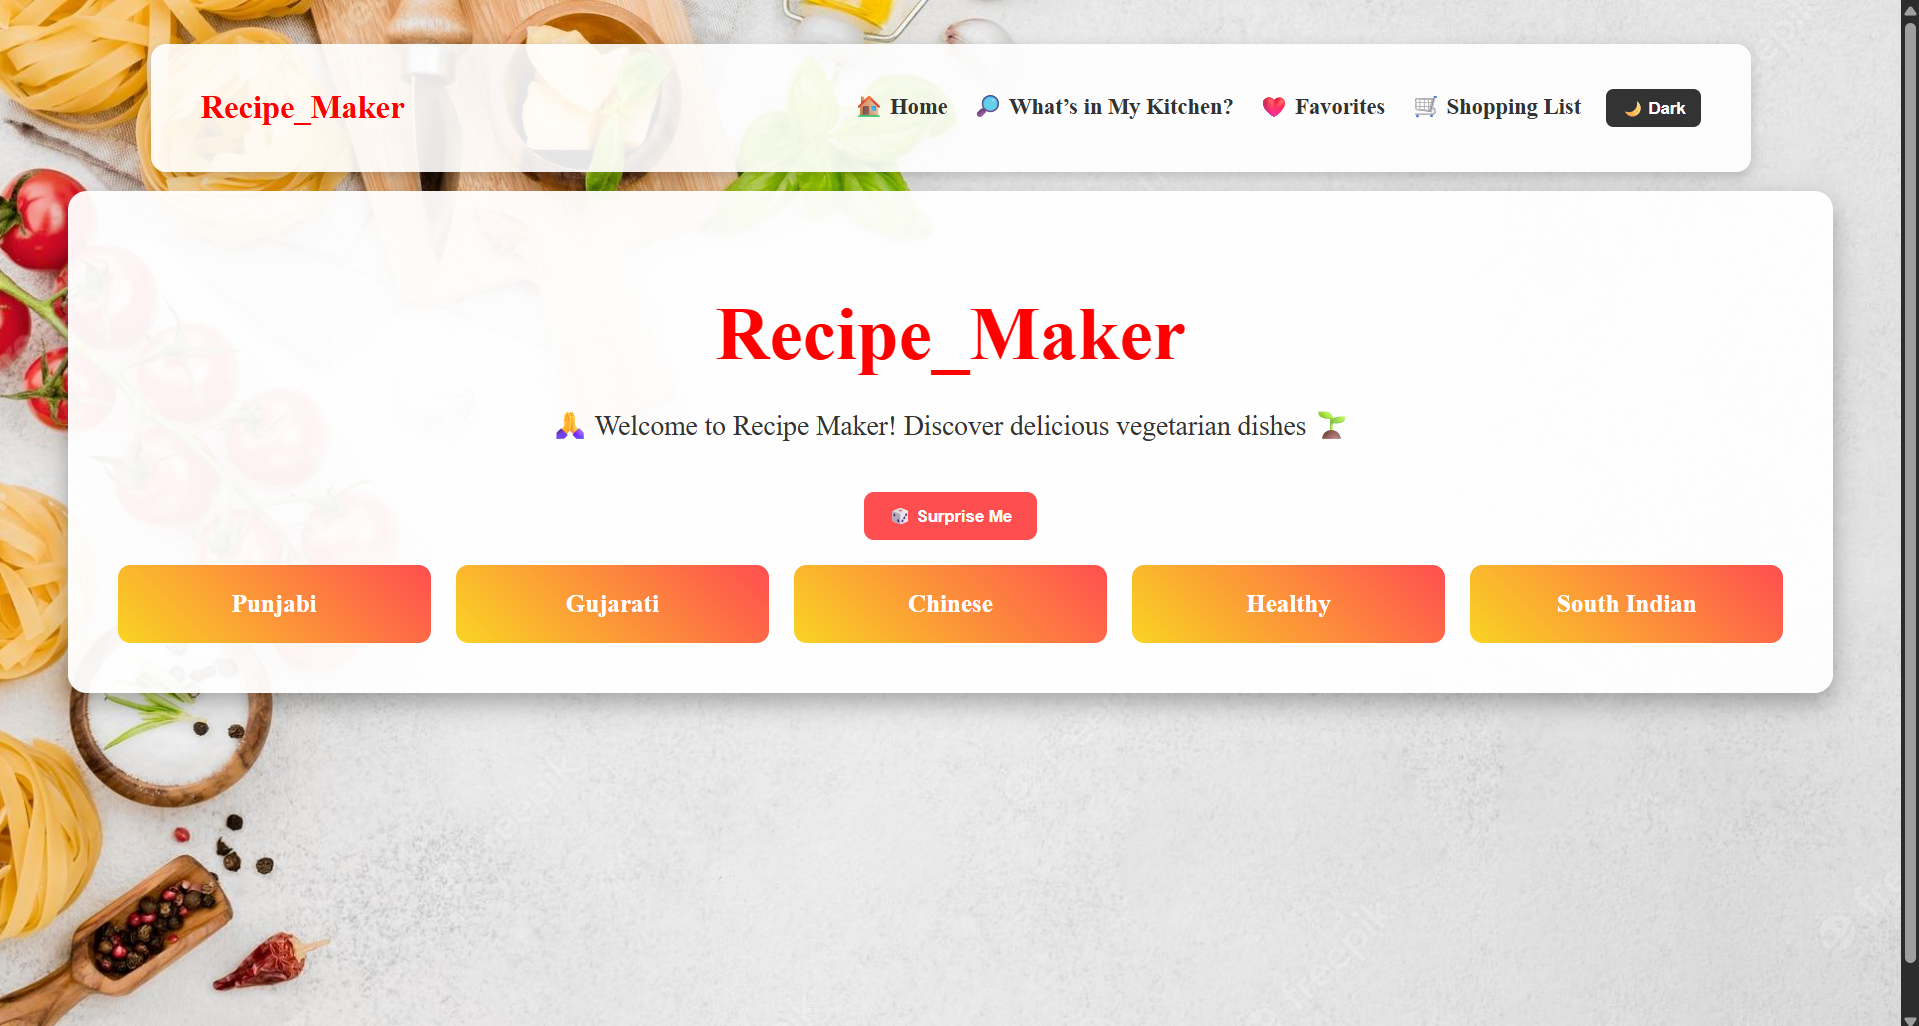 Recipe_Maker
🏠 Home 🔎 What’s in My Kitchen? ❤️ Favorites 🛒 Shopping List 🌙 Dark
Recipe_Maker
🙏 Welcome to Recipe Maker! Discover delicious vegetarian dishes 🌱
🎲 Surprise Me
Punjabi
Gujarati
Chinese
Healthy
South Indian
freepik